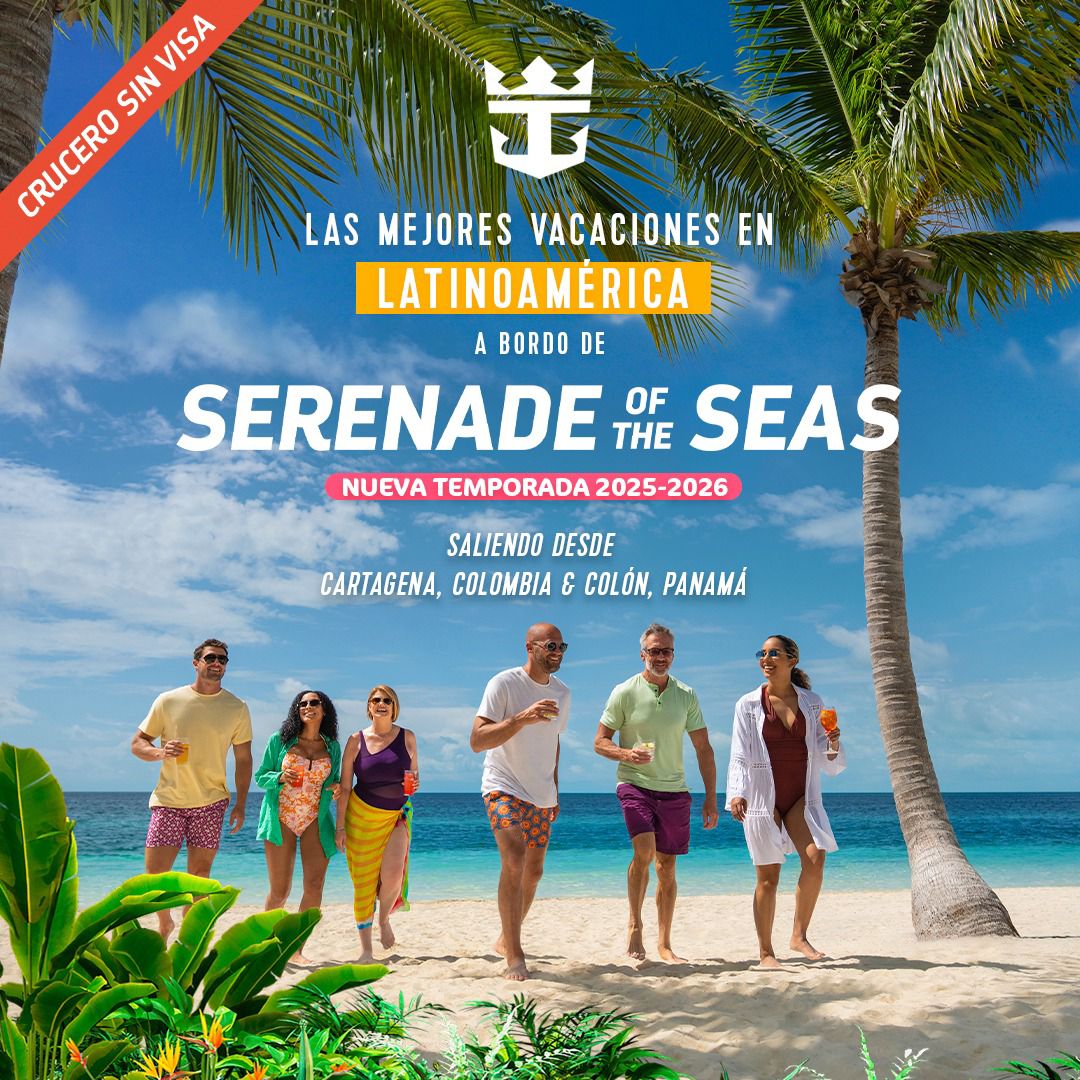 CRUCERO SIN VISA
LAS MEJORES VACACIONES EN
LATINOAMÉRICA
A BORDO DE
SERENADE OF THE SEAS
NUEVA TEMPORADA 2025-2026
SALIENDO DESDE
CARTAGENA, COLOMBIA & COLÓN, PANAMÁ